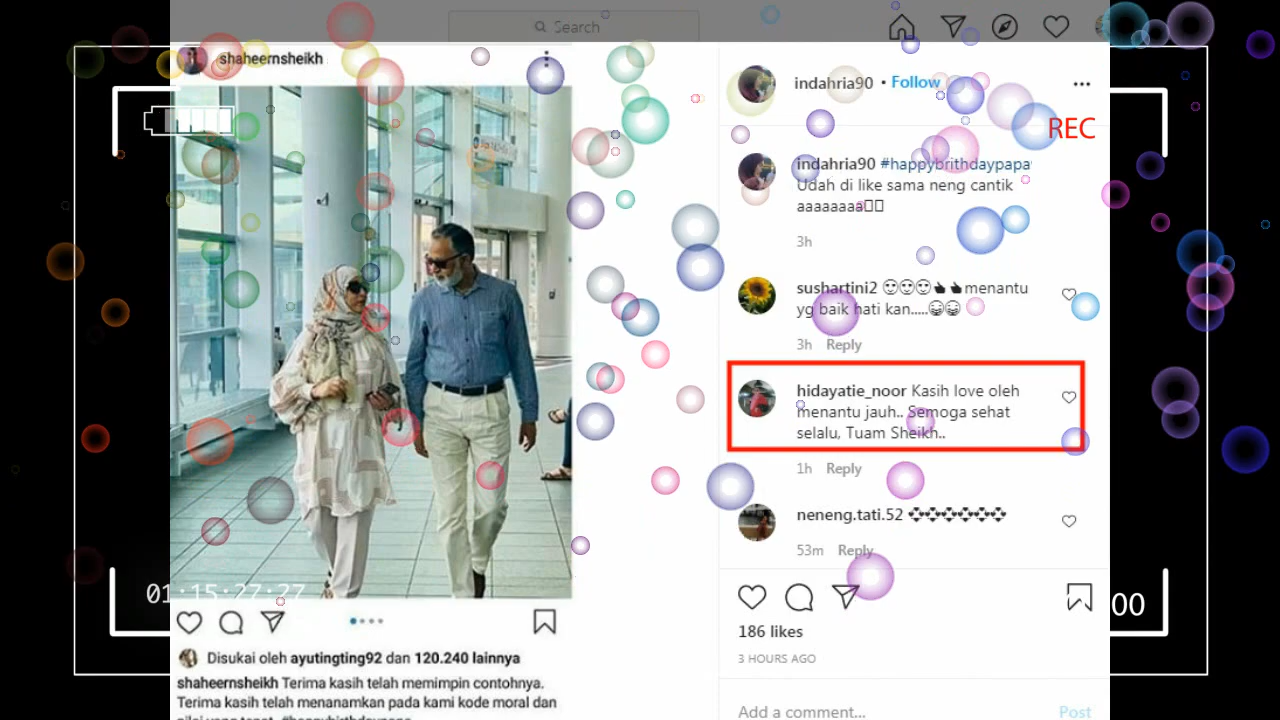 Search
shaheernsheikh
indahria90 • Follow
REC
indahria90 #happybrithdaypapa
Udah di like sama neng cantik
aaaaaaaa
3h
sushartini2 menantu
yg baik hati kan.....
3h Reply
hidayatie_noor Kasih love oleh
menantu jauh.. Semoga sehat
selalu, Tuam Sheikh..
1h Reply
neneng.tati.52
53m Reply
01:15:27:27
00
186 likes
3 HOURS AGO
Disukai oleh ayutingting92 dan 120.240 lainnya
shaheernsheikh Terima kasih telah memimpin contohnya.
Terima kasih telah menanamkan pada kami kode moral dan
Add a comment... Post